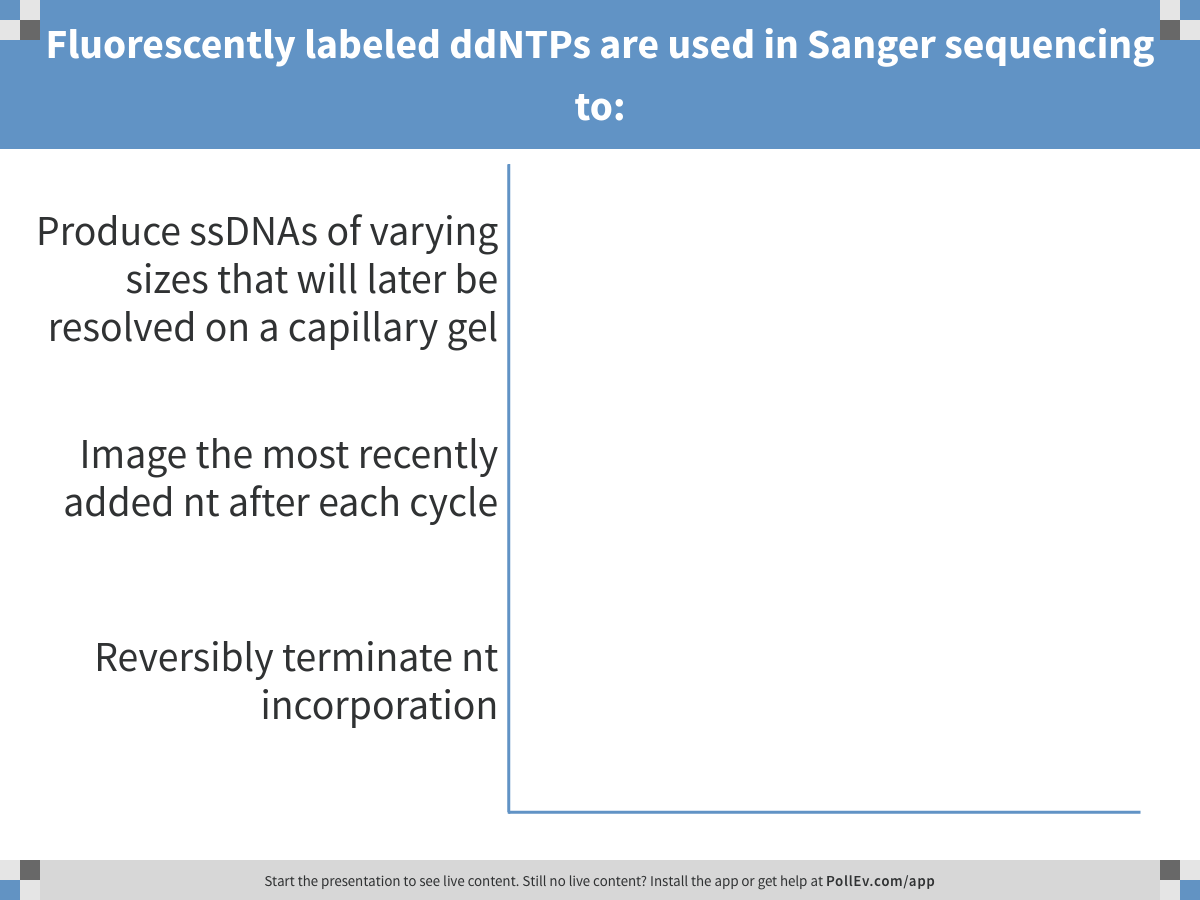 Fluorescently labeled ddNTPs are used in Sanger sequencing
to:
Produce ssDNAs of varying
sizes that will later be
resolved on a capillary gel
Image the most recently
added nt after each cycle
Reversibly terminate nt
incorporation
Start the presentation to see live content. Still no live content? Install the app or get help at PollEv.com/app